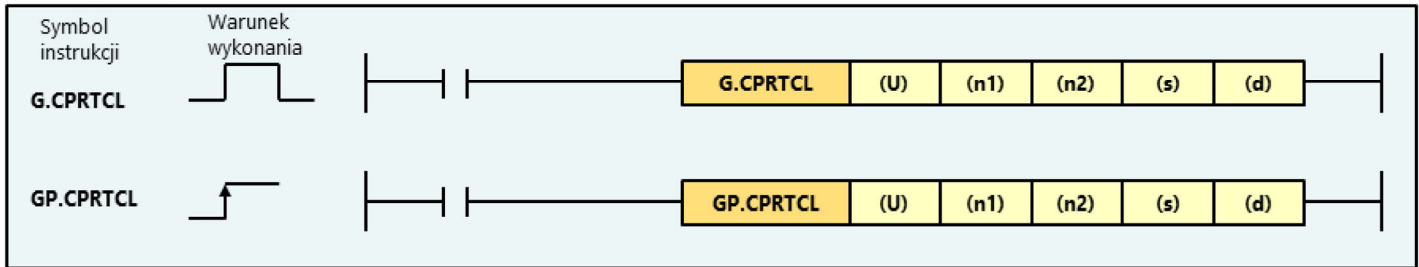 Symbol
instrukcji
Warunek
wykonania
G.CPRTCL
G.CPRTCL (U) (n1) (n2) (s) (d)
GP.CPRTCL
GP.CPRTCL (U) (n1) (n2) (s) (d)